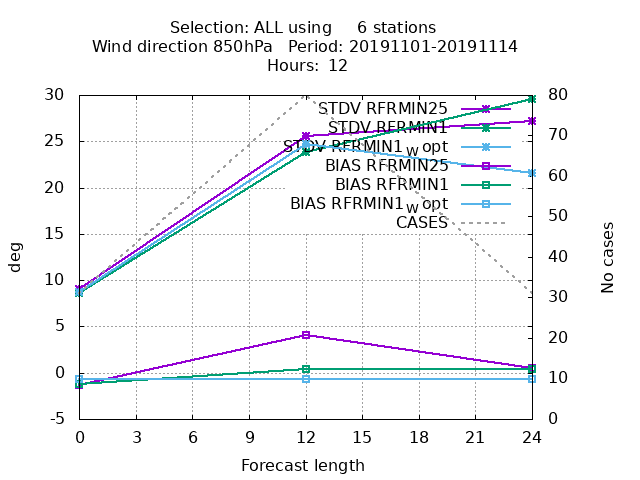 Selection: ALL using 6 stations
Wind direction 850hPa Period: 20191101-20191114
Hours: 12
30
25
20
15
10
5
0
-5
80
70
60
50
40
30
20
10
0
STDV RFRMIN25
STDV RFRMIN1
STDV RFRMIN1_w opt
BIAS RFRMIN25
BIAS RFRMIN1
BIAS RFRMIN1_w opt
CASES
deg
No cases
0 3 6 9 12 15 18 21 24
Forecast length